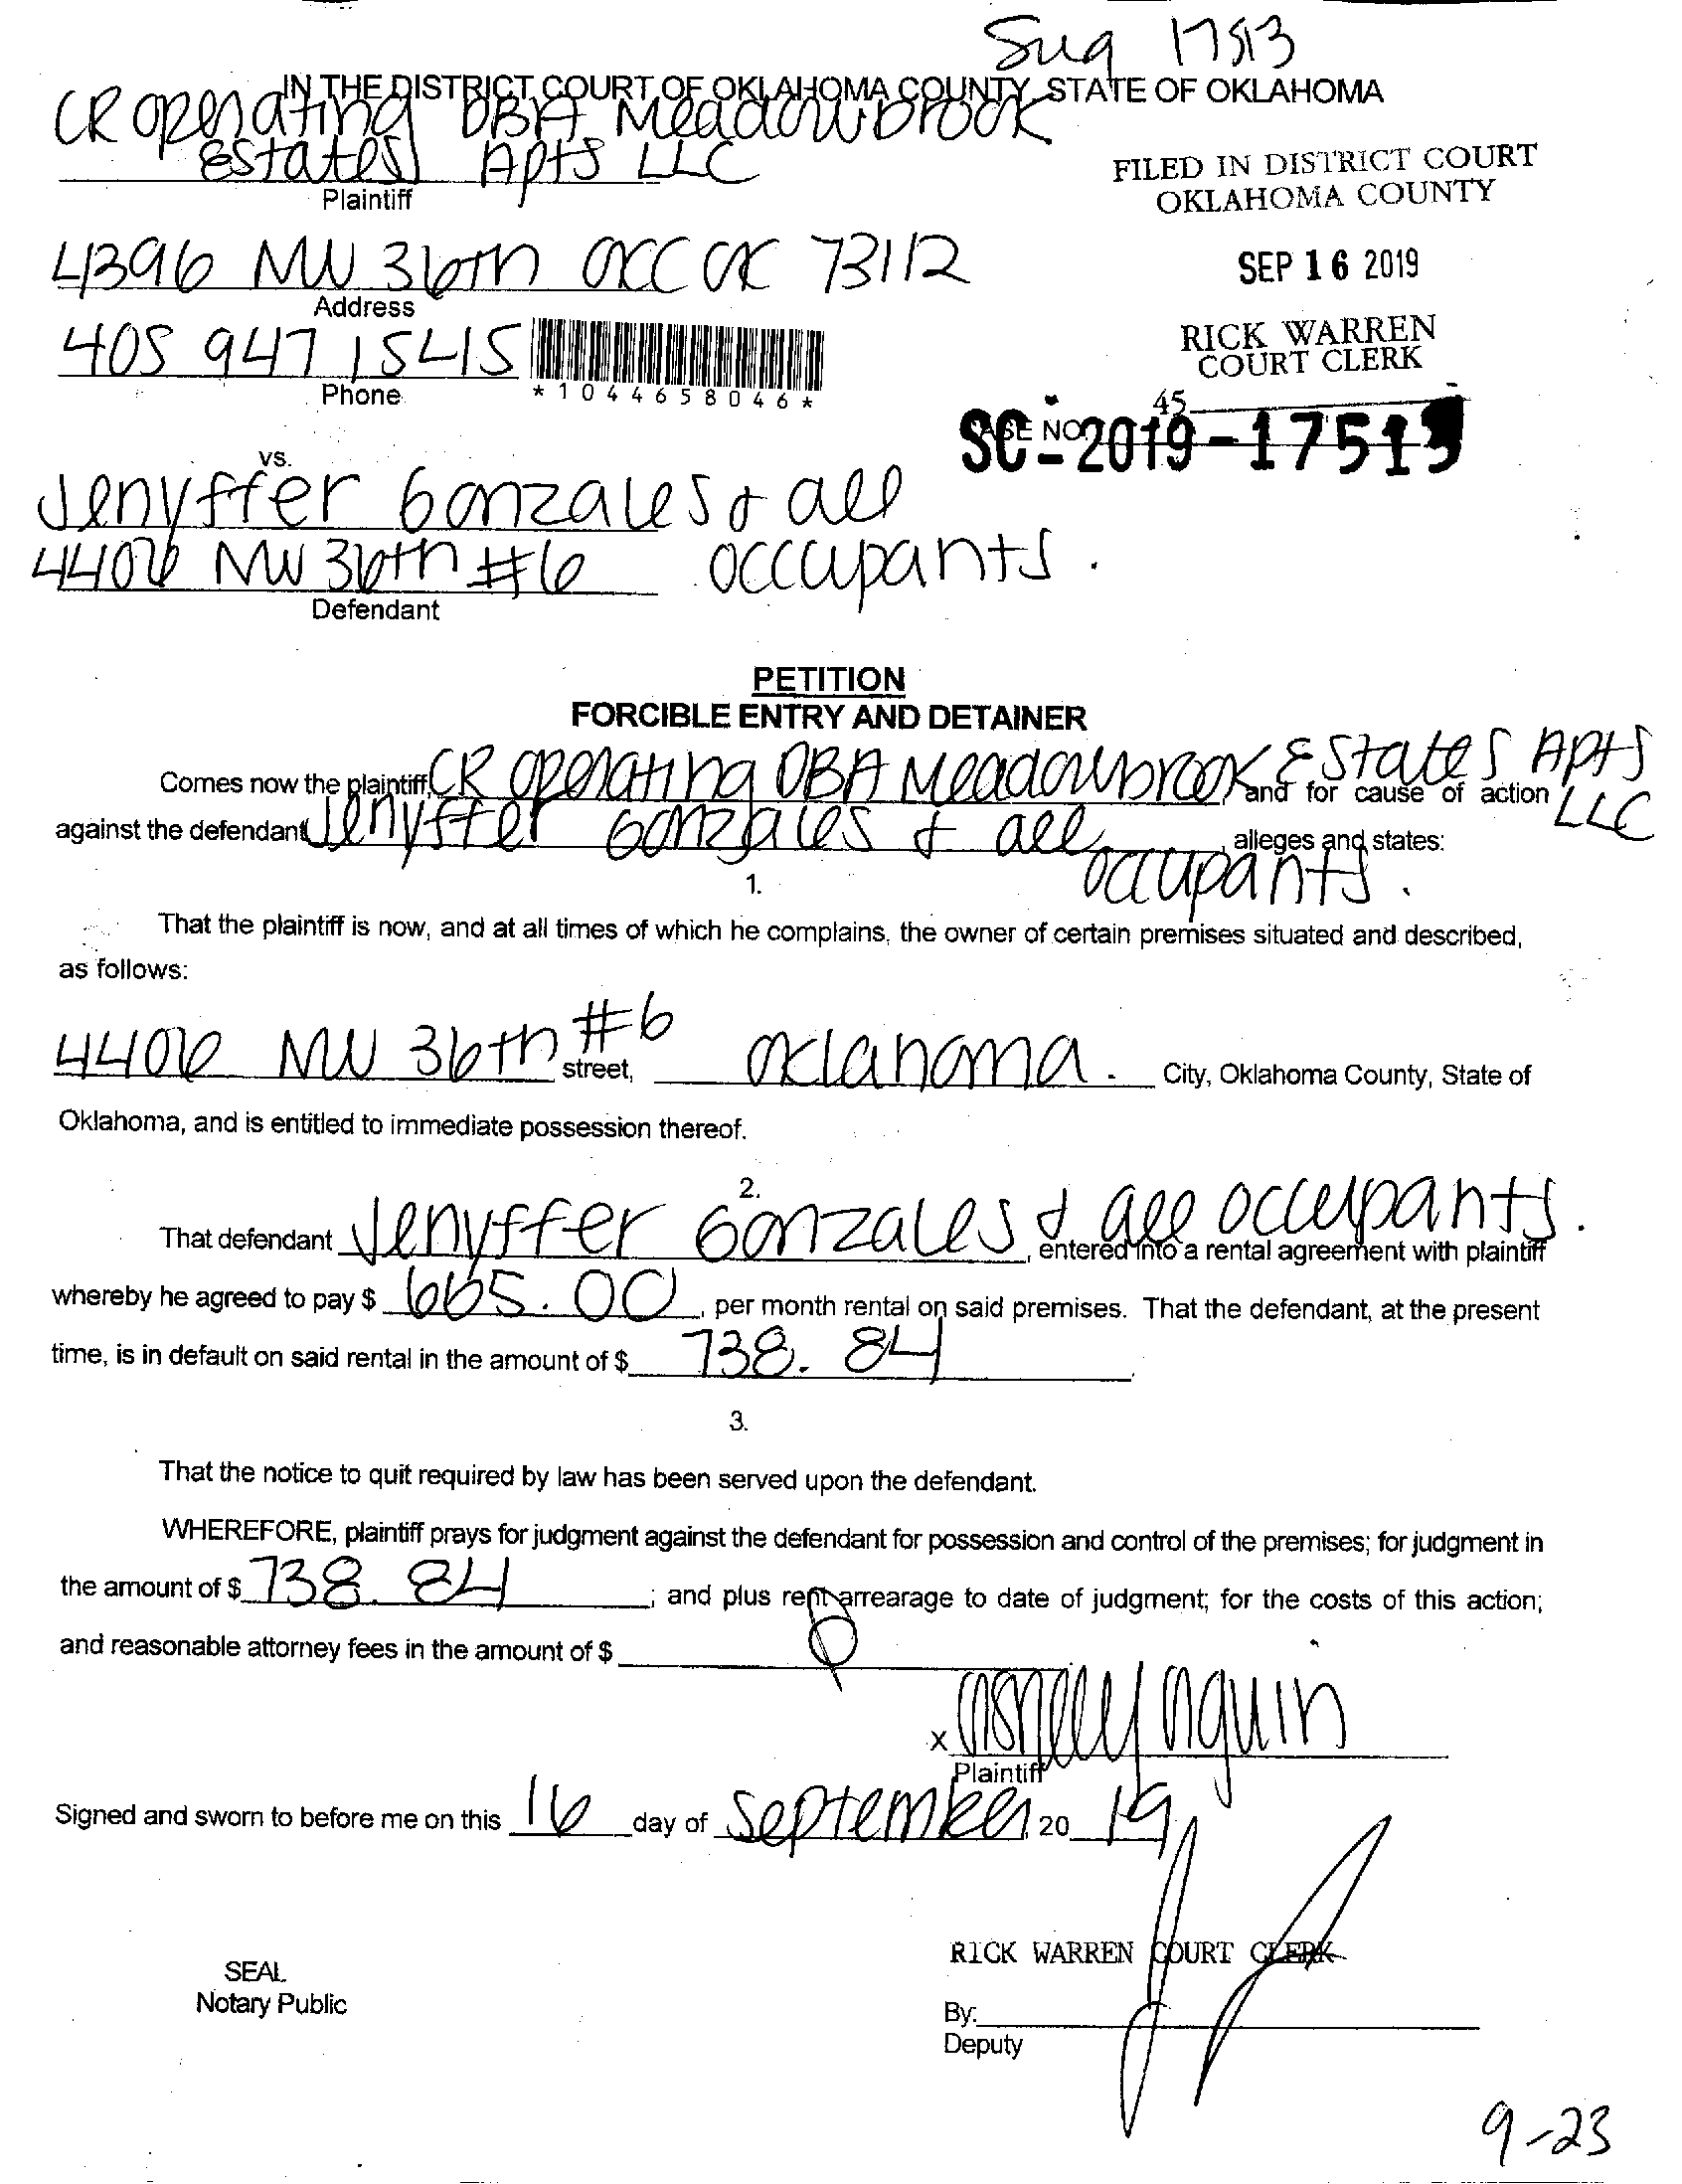 Sug 17513
IN THE DISTRICT COURT OF OKLAHOMA COUNTY, STATE OF OKLAHOMA
CR Operating DBA Meadowbrook
Estates Apts LLC
Plaintiff
FILED IN DISTRICT COURT
OKLAHOMA COUNTY
4396 NW 36th OKC OK 73112
Address
SEP 16 2019
405 947 1545
Phone
*1044658046*
RICK WARREN
COURT CLERK
45
CASE NO.
SC-2019-17513
vs.
Jenyffer Gonzales & all
4406 NW 36th #6 occupants.
Defendant
PETITION
FORCIBLE ENTRY AND DETAINER
Comes now the plaintiff, CR Operating DBA Meadowbrook Estates Apts LLC and for cause of action
against the defendant Jenyffer Gonzales & all occupants. , alleges and states:
1.
That the plaintiff is now, and at all times of which he complains, the owner of certain premises situated and described,
as follows:
4406 NW 36th #6 street, Oklahoma. City, Oklahoma County, State of
Oklahoma, and is entitled to immediate possession thereof.
2.
That defendant Jenyffer Gonzales & all occupants. , entered into a rental agreement with plaintiff
whereby he agreed to pay $ 665.00 , per month rental on said premises. That the defendant, at the present
time, is in default on said rental in the amount of $ 738.84 .
3.
That the notice to quit required by law has been served upon the defendant.
WHEREFORE, plaintiff prays for judgment against the defendant for possession and control of the premises; for judgment in
the amount of $ 738.84 ; and plus rent arrearage to date of judgment; for the costs of this action;
and reasonable attorney fees in the amount of $ 0
x
Plaintiff
Signed and sworn to before me on this 16 day of September, 20 19
RICK WARREN COURT CLERK
SEAL
Notary Public
By:
Deputy
9-23